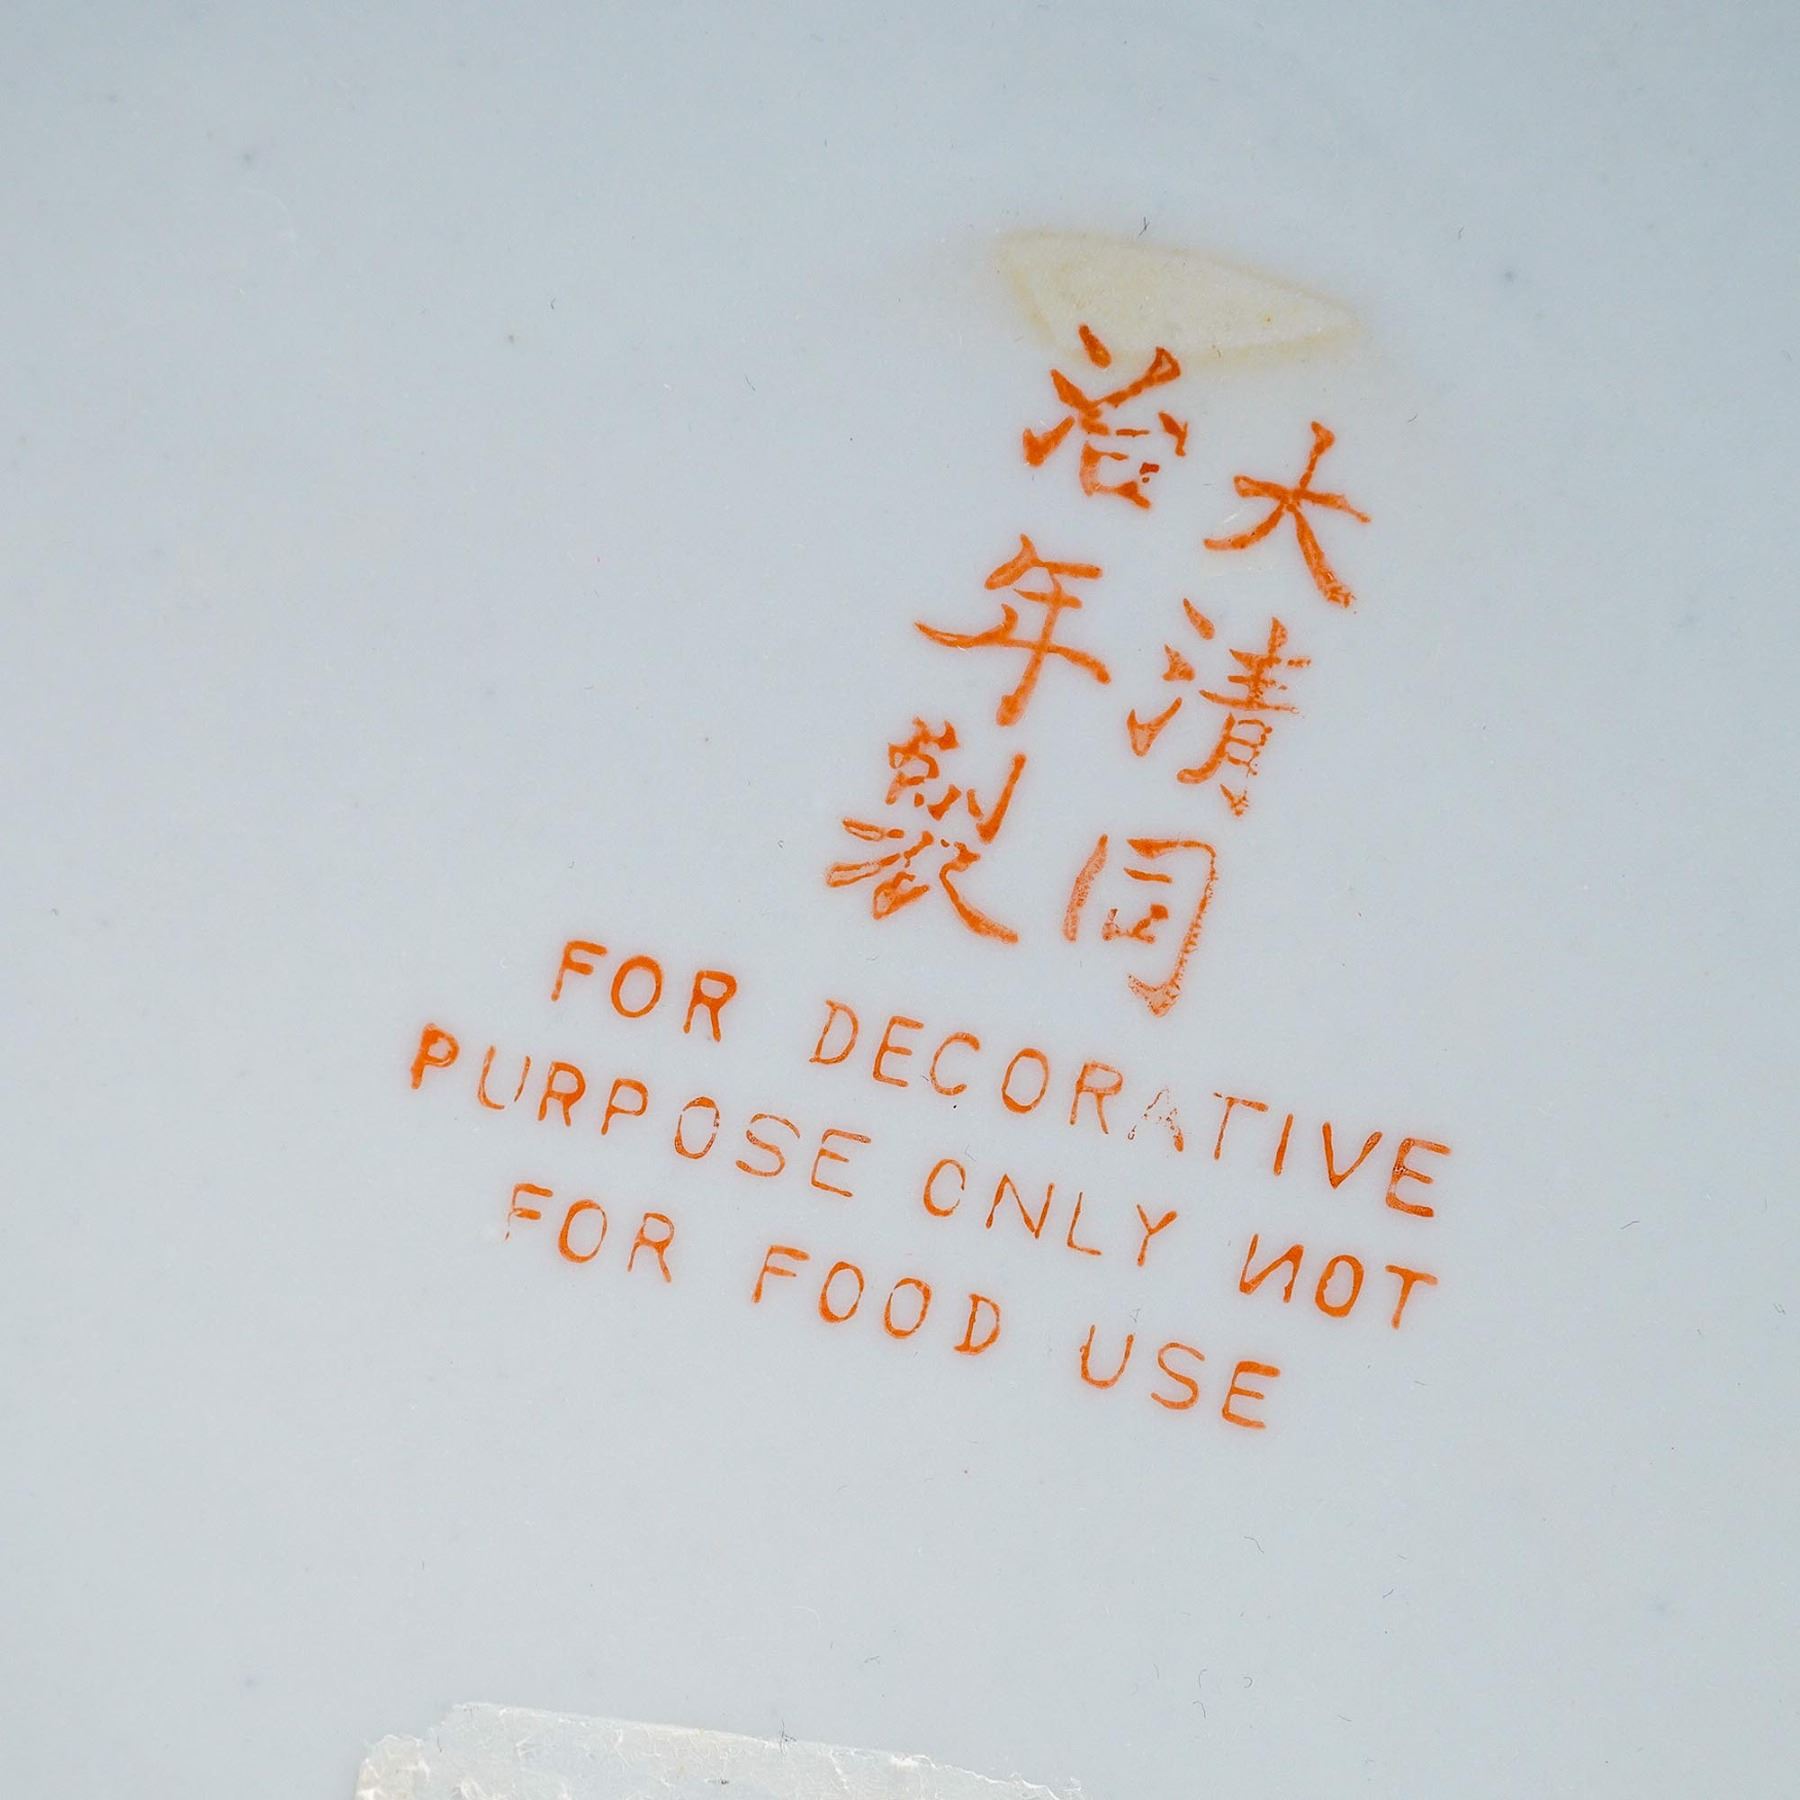 大清同
治年製
FOR DECORATIVE
PURPOSE ONLY NOT
FOR FOOD USE